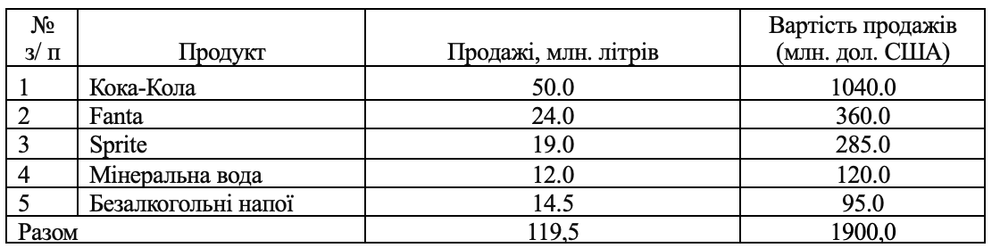 № з/ п Продукт Продажі, млн. літрів Вартість продажів (млн. дол. США)
1 Кока-Кола 50.0 1040.0
2 Fanta 24.0 360.0
3 Sprite 19.0 285.0
4 Мінеральна вода 12.0 120.0
5 Безалкогольні напої 14.5 95.0
Разом 119,5 1900,0